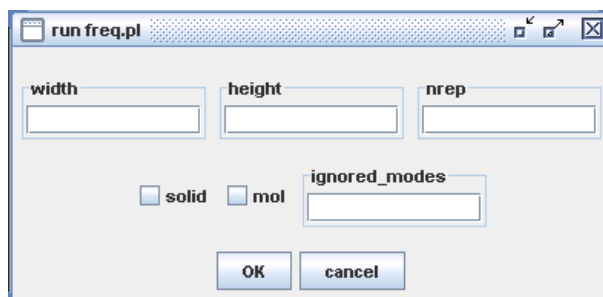 run freq.pl
width height nrep
solid mol ignored_modes
OK cancel